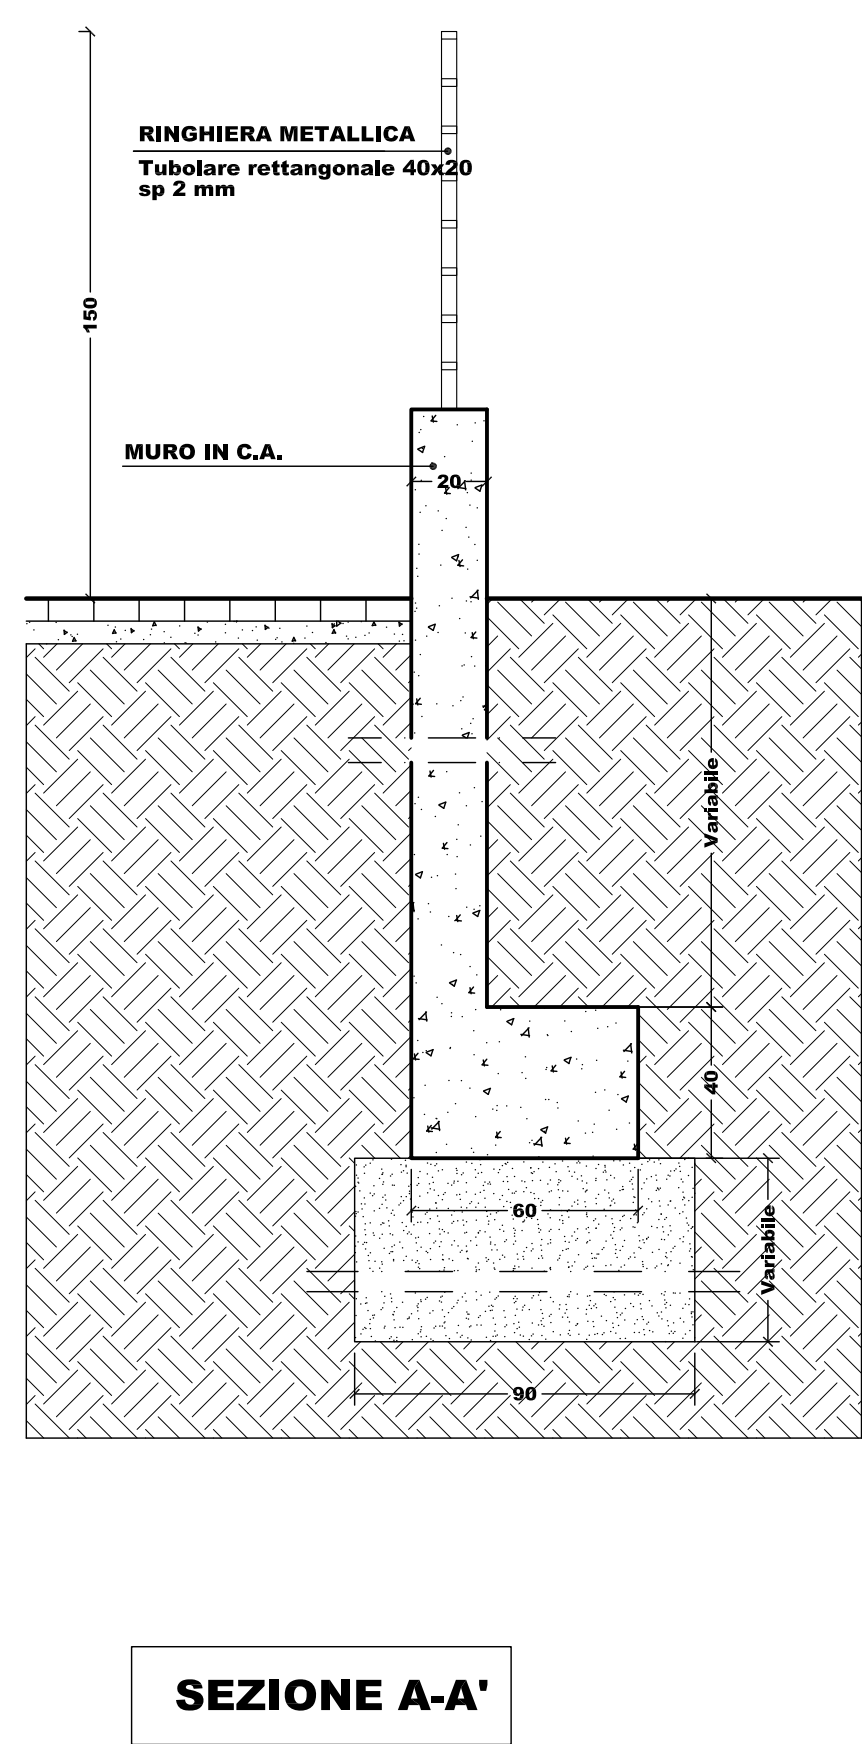 RINGHIERA METALLICA
Tubolare rettangonale 40x20
sp 2 mm
150
MURO IN C.A.
20
Variabile
40
60
Variabile
90
SEZIONE A-A'